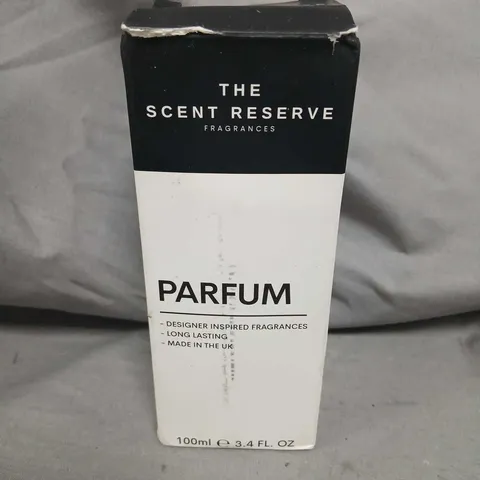 THE
SCENT RESERVE
FRAGRANCES
PARFUM
- DESIGNER INSPIRED FRAGRANCES
- LONG LASTING
- MADE IN THE UK
100ml ℮ 3.4 FL. OZ